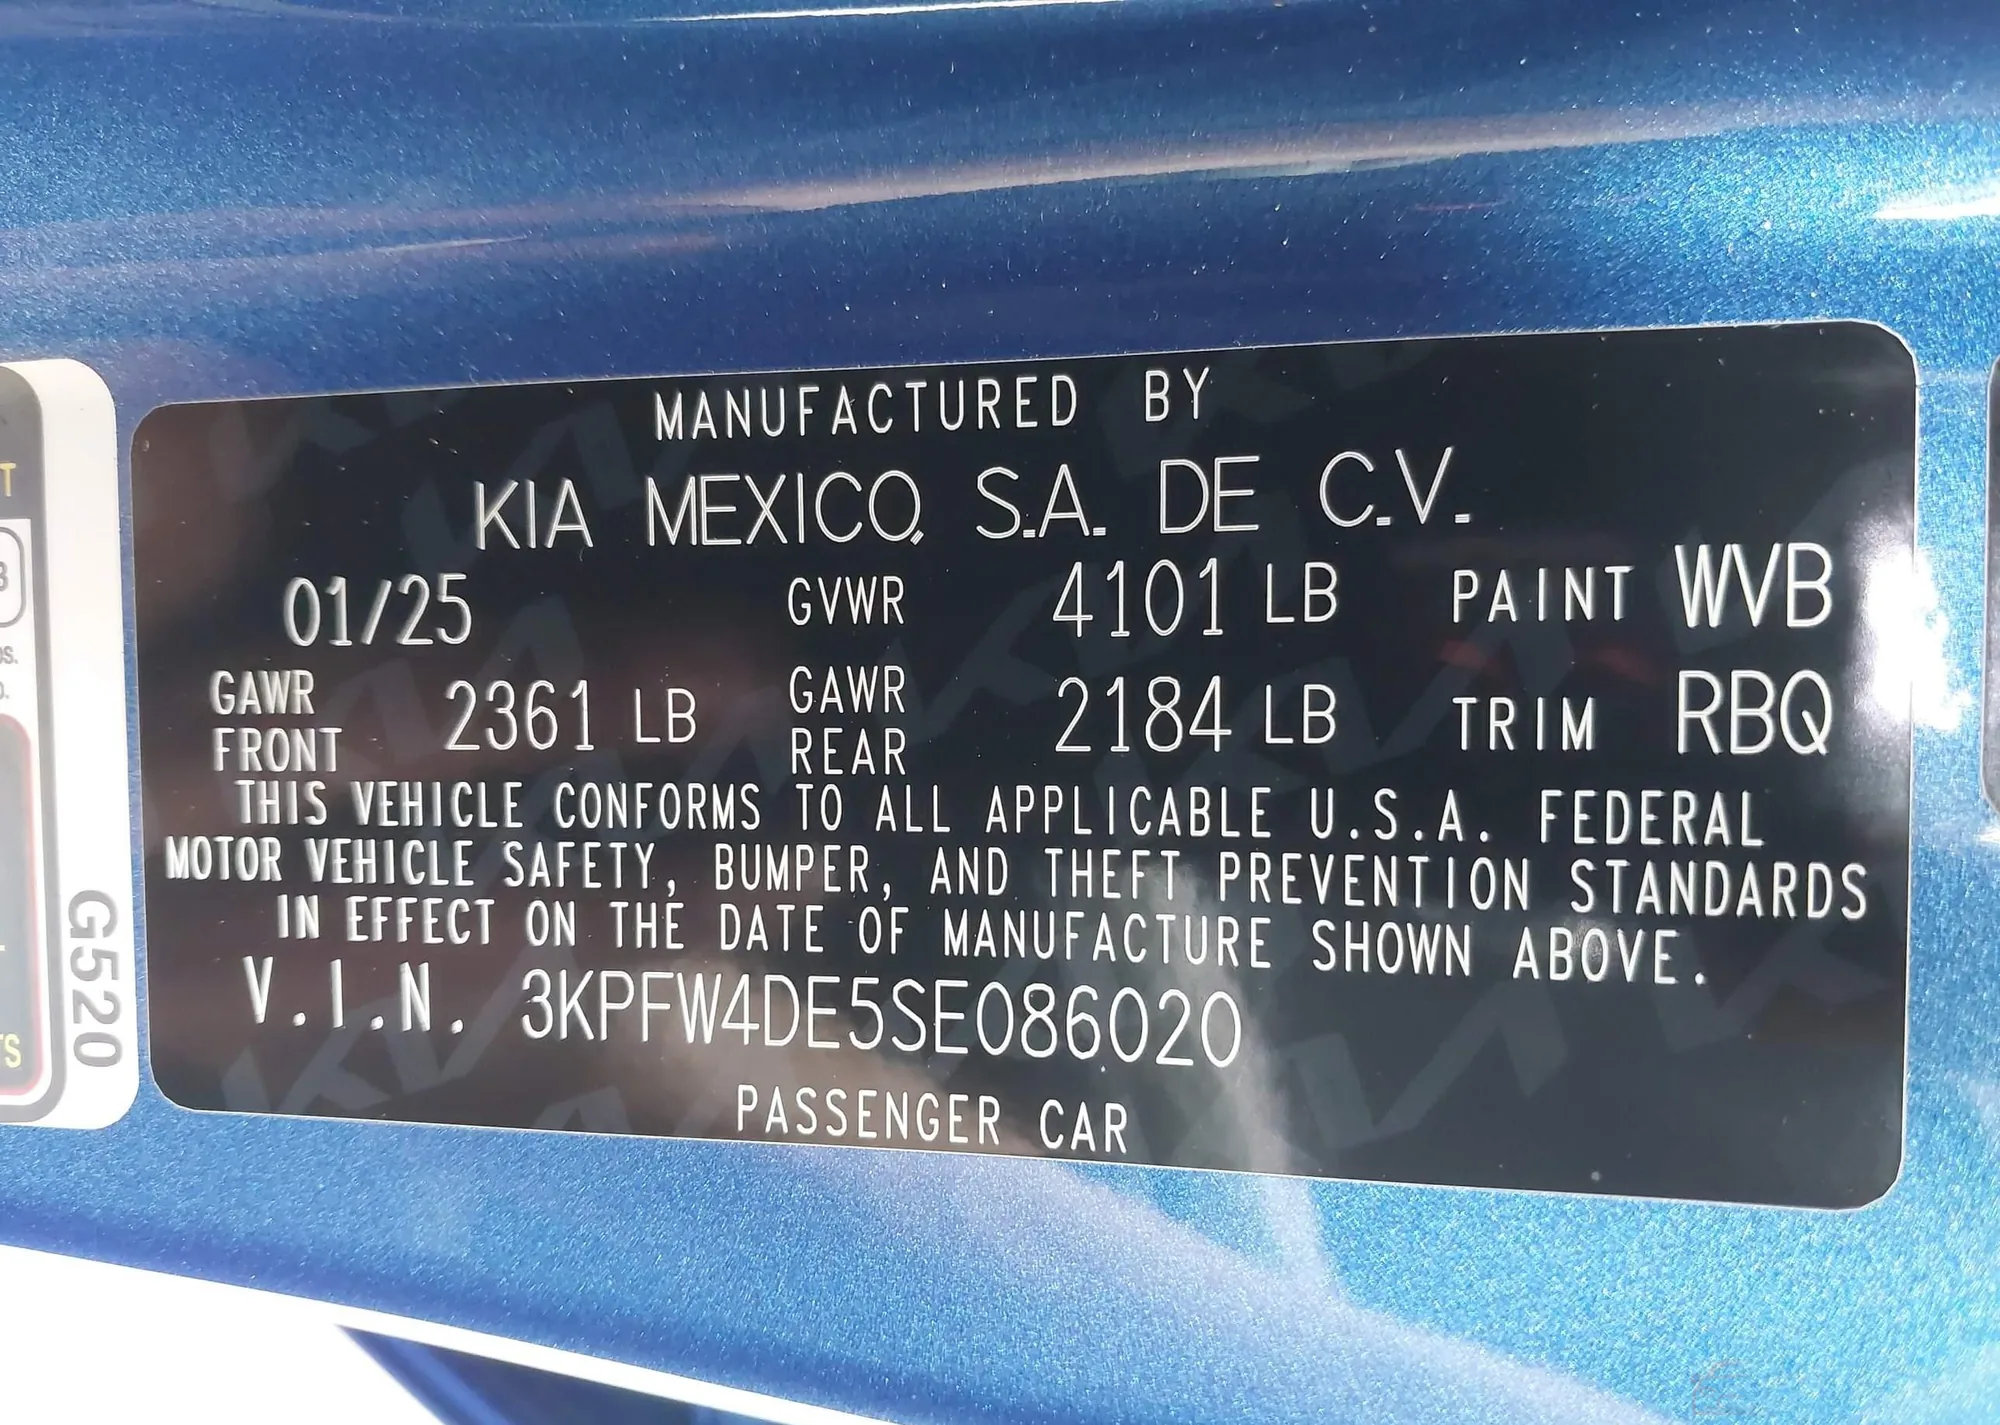 MANUFACTURED BY
KIA MEXICO, S.A. DE C.V.
01/25 GVWR 4101 LB PAINT WVB
GAWR FRONT 2361 LB GAWR REAR 2184 LB TRIM RBQ
THIS VEHICLE CONFORMS TO ALL APPLICABLE U.S.A. FEDERAL
MOTOR VEHICLE SAFETY, BUMPER, AND THEFT PREVENTION STANDARDS
IN EFFECT ON THE DATE OF MANUFACTURE SHOWN ABOVE.
V.I.N. 3KPFW4DE5SE086020
PASSENGER CAR
G520